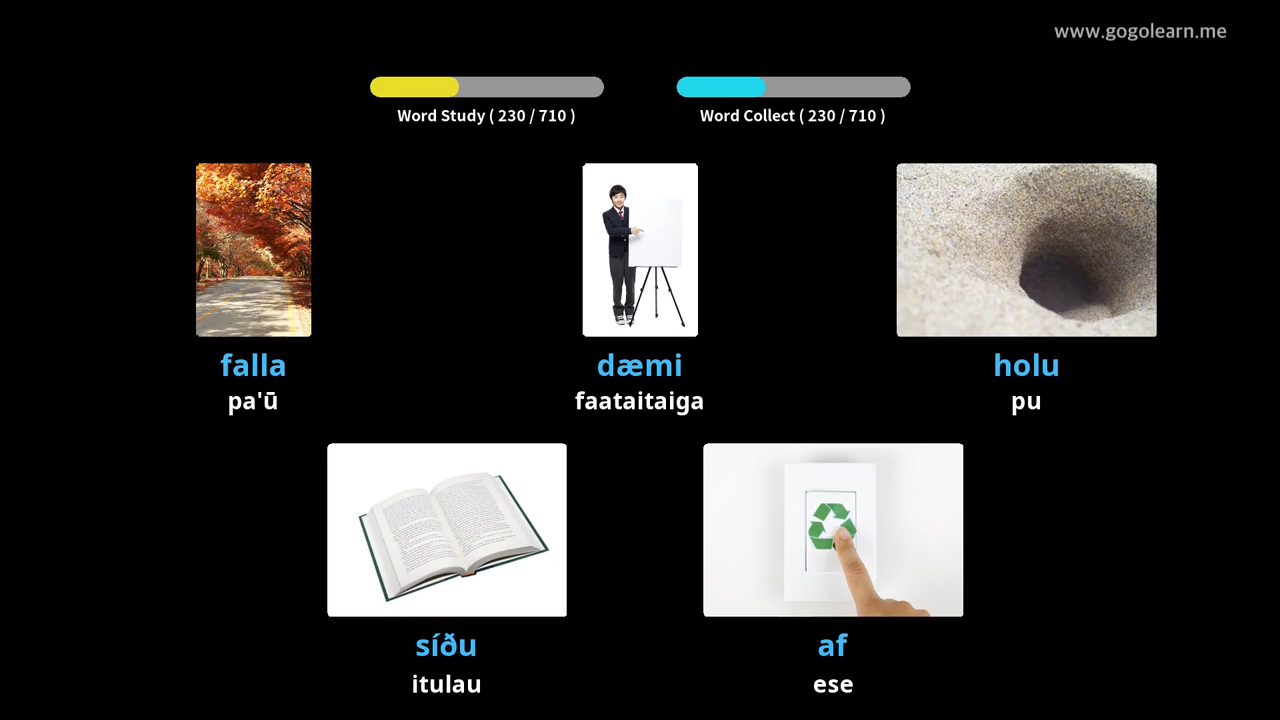 www.gogolearn.me
Word Study ( 230 / 710 )
Word Collect ( 230 / 710 )
falla
pa'ū
dæmi
faataitaiga
holu
pu
síðu
itulau
af
ese